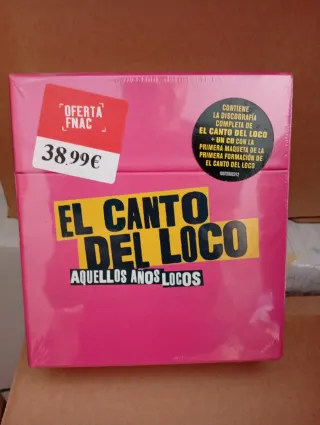 OFERTA
FNAC
38,99€
CONTIENE
LA DISCOGRAFÍA
COMPLETA DE
EL CANTO DEL LOCO
+ UN CD CON LA
PRIMERA MAQUETA DE LA
PRIMERA FORMACIÓN DE
EL CANTO DEL LOCO
EL CANTO
DEL LOCO
AQUELLOS AÑOS LOCOS